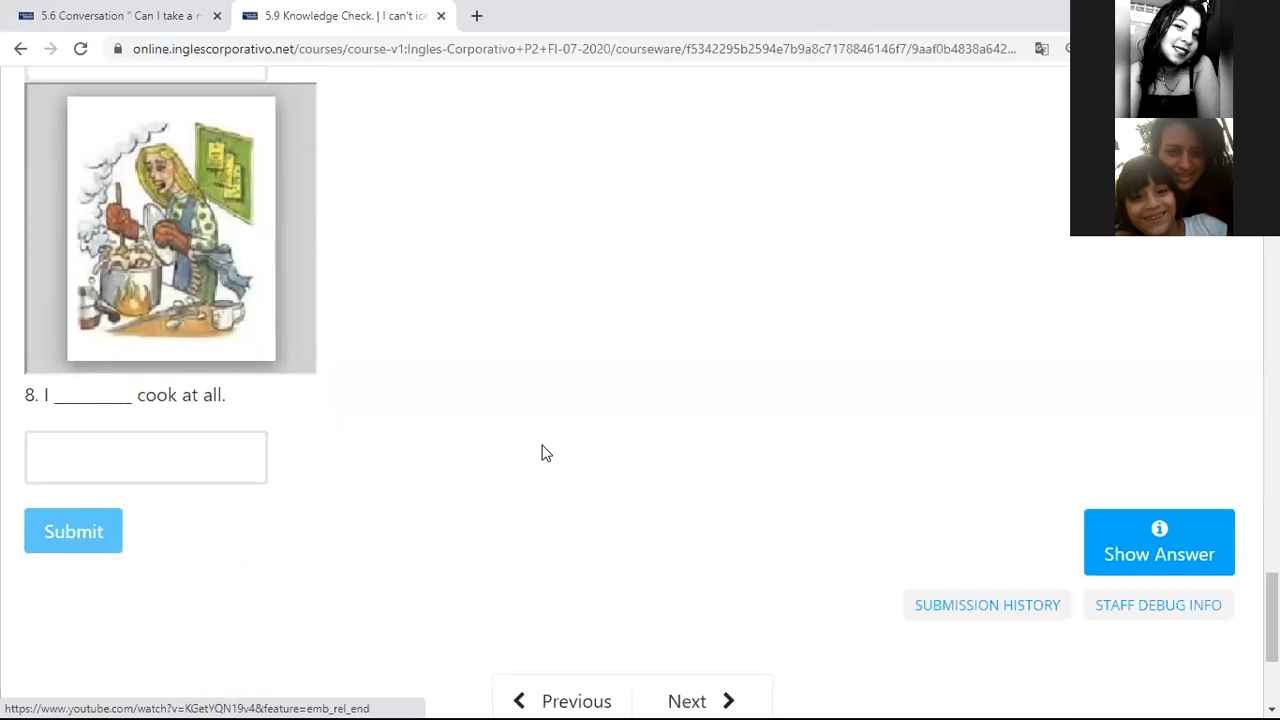 5.6 Conversation " Can I take a m
5.9 Knowledge Check. | I can't ice
online.inglescorporativo.net/courses/course-v1:Ingles-Corporativo+P2+FI-07-2020/courseware/f5342295b2594e7b9a8c7178846146f7/9aaf0b4838a642...
8. I _________ cook at all.
Submit
Show Answer
SUBMISSION HISTORY
STAFF DEBUG INFO
Previous
Next
https://www.youtube.com/watch?v=KGetYQN19v4&feature=emb_rel_end